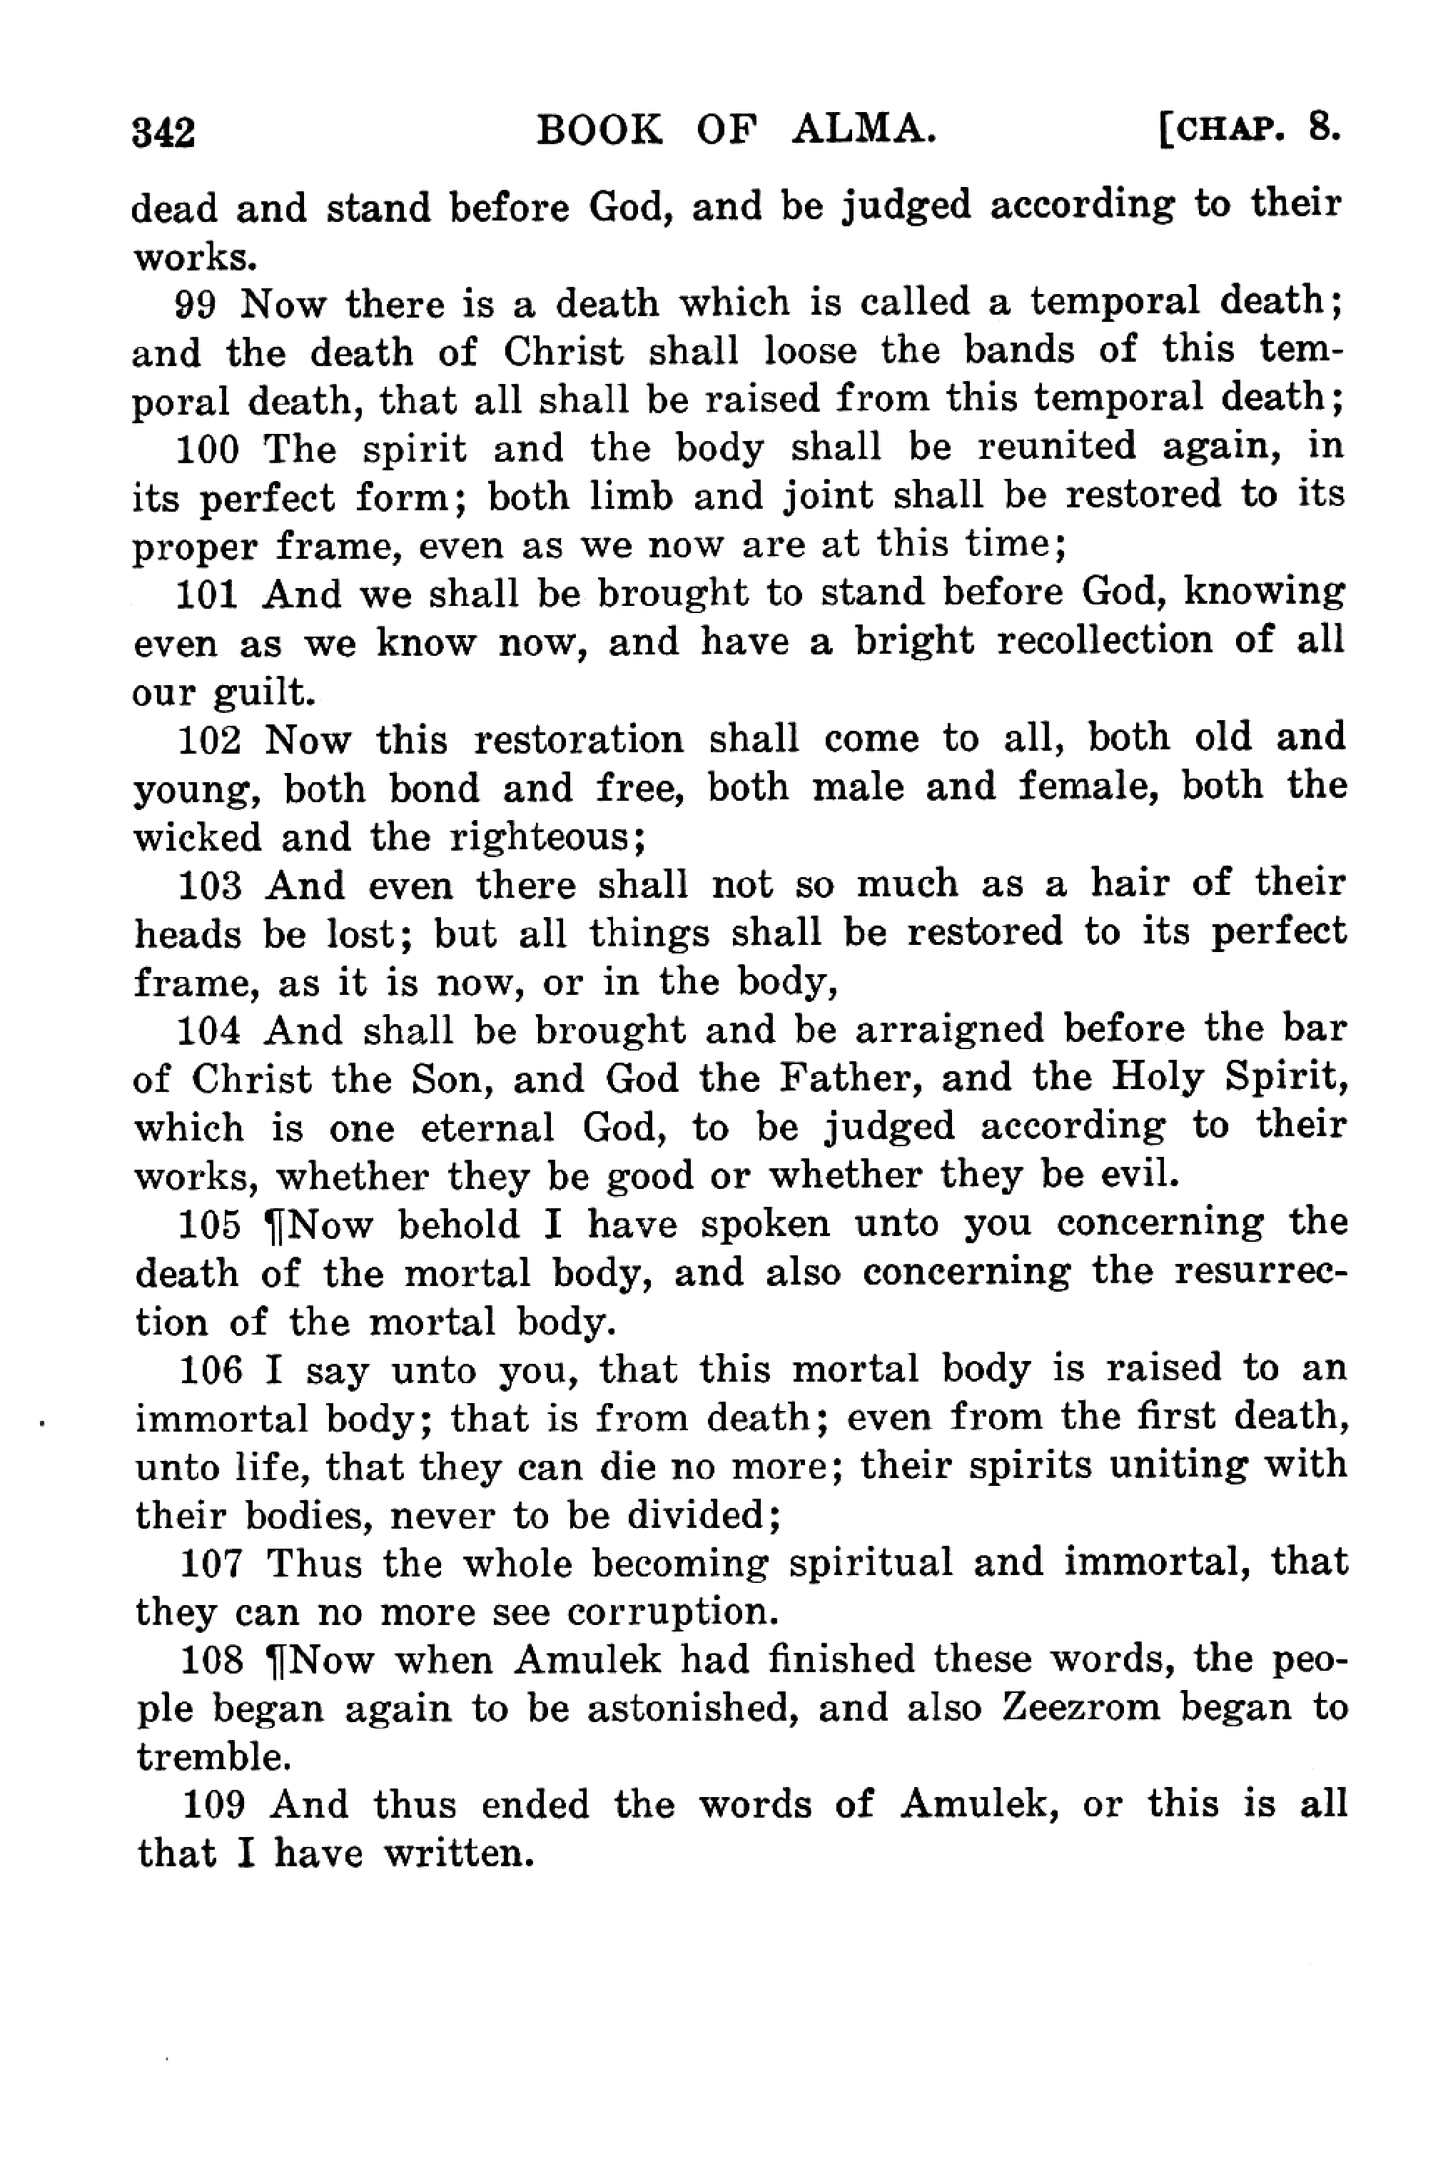 342 BOOK OF ALMA. [CHAP. 8.
dead and stand before God, and be judged according to their
works.
99 Now there is a death which is called a temporal death;
and the death of Christ shall loose the bands of this tem-
poral death, that all shall be raised from this temporal death;
100 The spirit and the body shall be reunited again, in
its perfect form; both limb and joint shall be restored to its
proper frame, even as we now are at this time;
101 And we shall be brought to stand before God, knowing
even as we know now, and have a bright recollection of all
our guilt.
102 Now this restoration shall come to all, both old and
young, both bond and free, both male and female, both the
wicked and the righteous;
103 And even there shall not so much as a hair of their
heads be lost; but all things shall be restored to its perfect
frame, as it is now, or in the body,
104 And shall be brought and be arraigned before the bar
of Christ the Son, and God the Father, and the Holy Spirit,
which is one eternal God, to be judged according to their
works, whether they be good or whether they be evil.
105 ¶Now behold I have spoken unto you concerning the
death of the mortal body, and also concerning the resurrec-
tion of the mortal body.
106 I say unto you, that this mortal body is raised to an
immortal body; that is from death; even from the first death,
unto life, that they can die no more; their spirits uniting with
their bodies, never to be divided;
107 Thus the whole becoming spiritual and immortal, that
they can no more see corruption.
108 ¶Now when Amulek had finished these words, the peo-
ple began again to be astonished, and also Zeezrom began to
tremble.
109 And thus ended the words of Amulek, or this is all
that I have written.